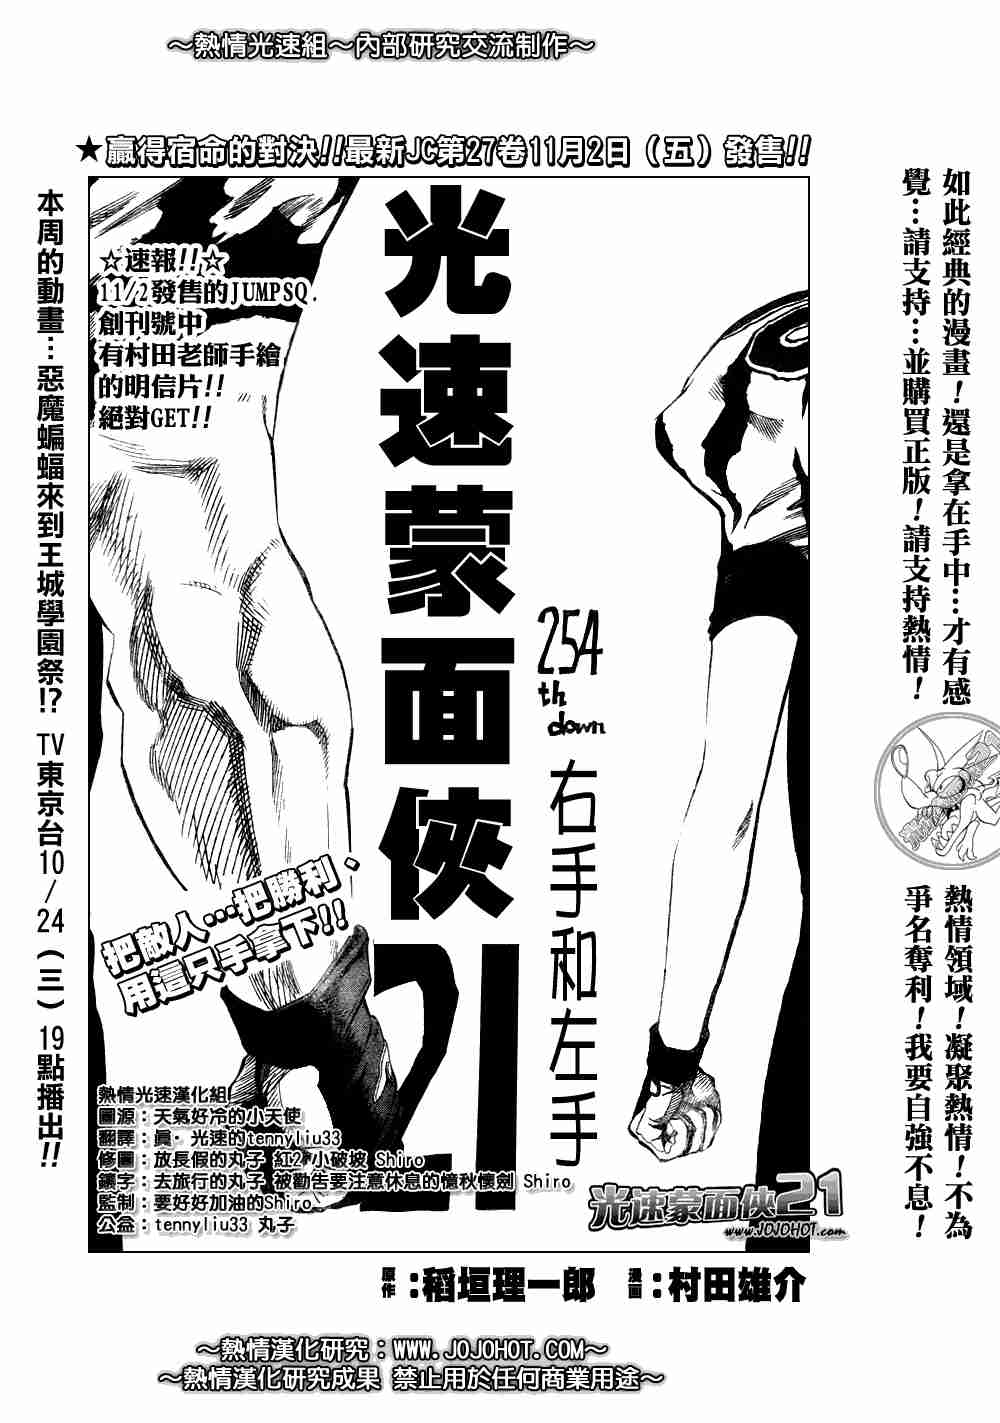 ～熱情光速組～內部研究交流制作～
★贏得宿命的對決!!最新JC第27卷11月2日（五）發售!!
如此經典的漫畫！還是拿在手中…才有感
覺…請支持…並購買正版！請支持熱情！
熱情領域！凝聚熱情！不為
爭名奪利！我要自強不息！
光速蒙面俠21
254
th
down
右手和左手
☆速報!!☆
11/2發售的JUMPSQ.
創刊號中
有村田老師手繪
的明信片!!
絕對GET!!
把敵人…把勝利、
用這只手拿下!!
本周的動畫…惡魔蝙蝠來到王城學園祭!? TV東京台10/24(三)19點播出!!
熱情光速漢化組
圖源：天氣好冷的小天使
翻譯：眞·光速的tennyliu33
修圖：放長假的丸子 紅2 小破坡 Shiro
鑲字：去旅行的丸子 被勸告要注意休息的憶秋懷劍 Shiro
監制：要好好加油的Shiro
公益：tennyliu33 丸子
光速蒙面俠21
www.JOJOHOT.com
原作：稻垣理一郎 漫画：村田雄介
～熱情漢化研究：WWW.JOJOHOT.COM～
～熱情漢化研究成果 禁止用於任何商業用途～